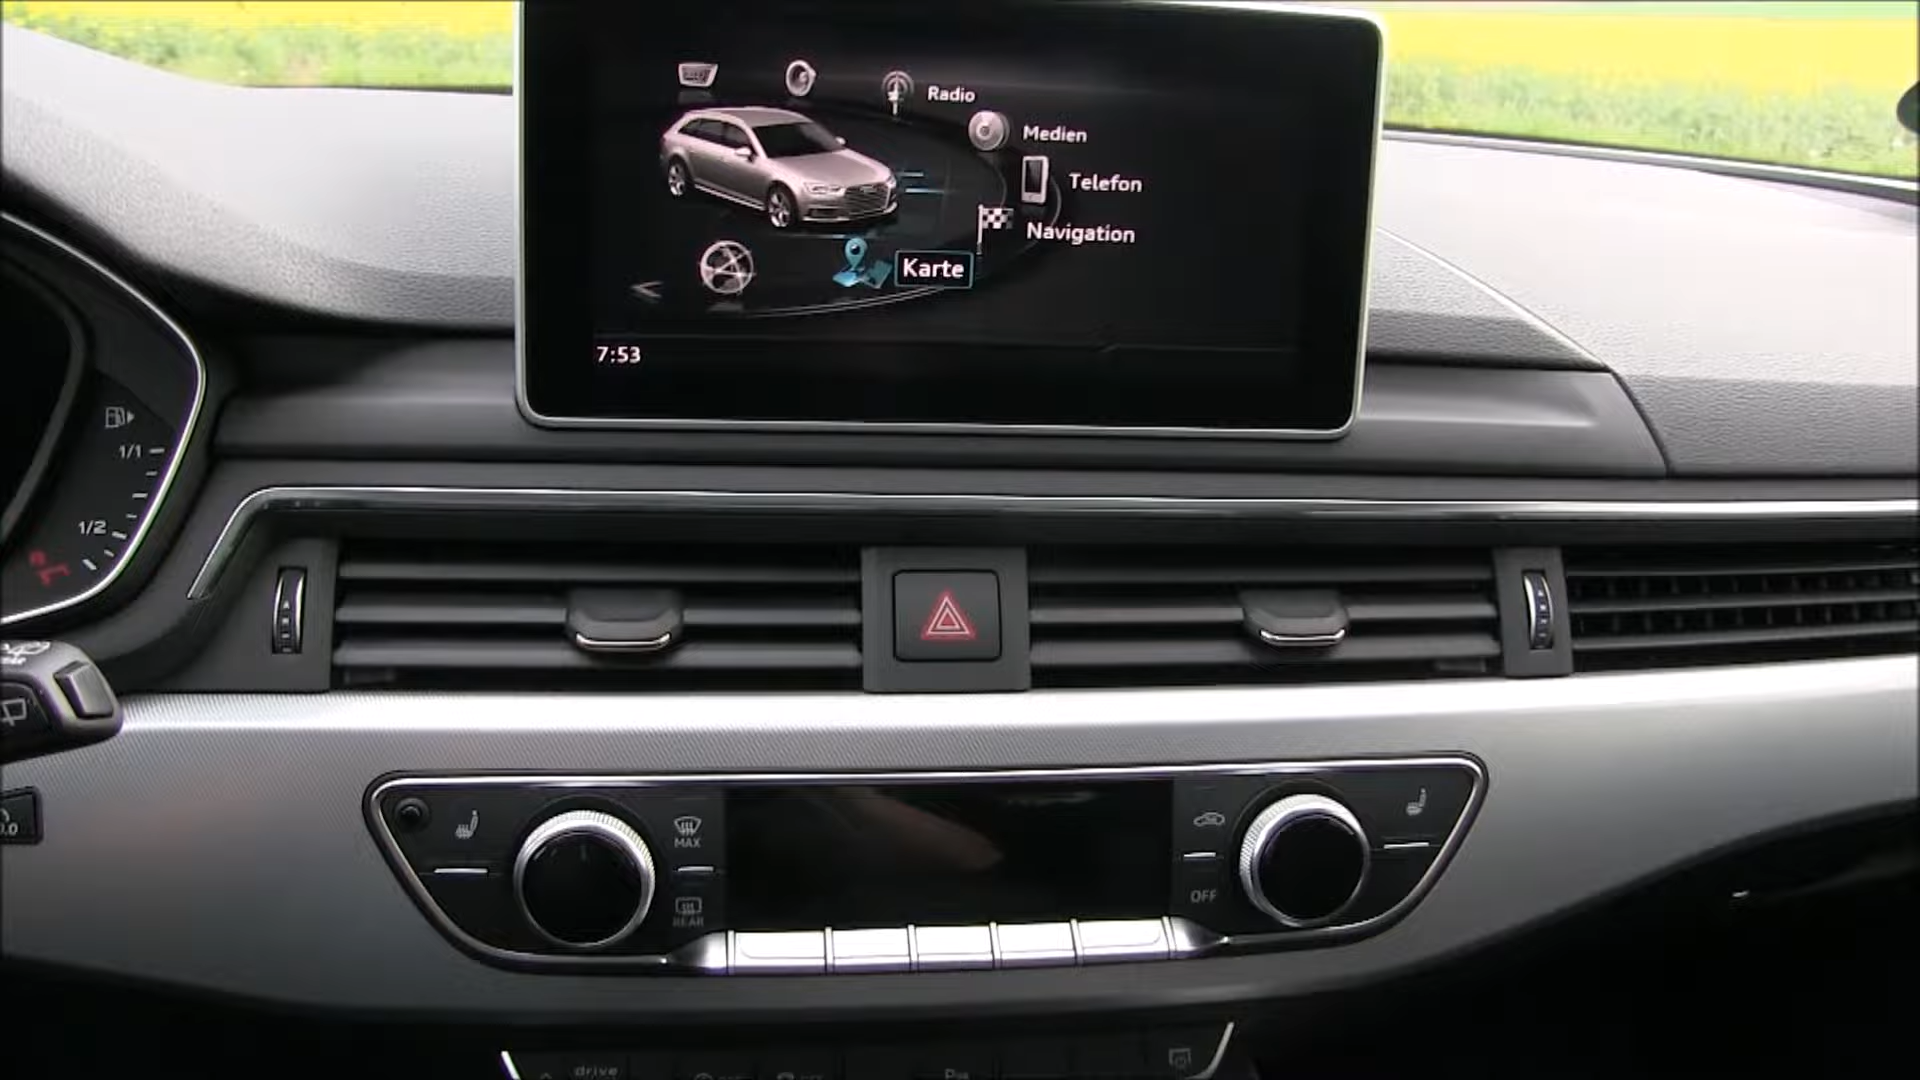 Radio
Medien
Telefon
Navigation
Karte
7:53
1/1
1/2
MAX
REAR
OFF
drive